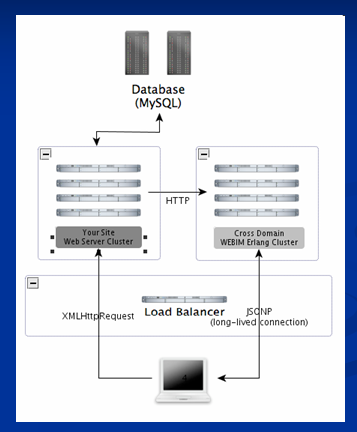 Database
(MySQL)
HTTP
Your Site
Web Server Cluster
Cross Domain
WEBIM Erlang Cluster
Load Balancer
XMLHttpRequest
JSONP
(long-lived connection)